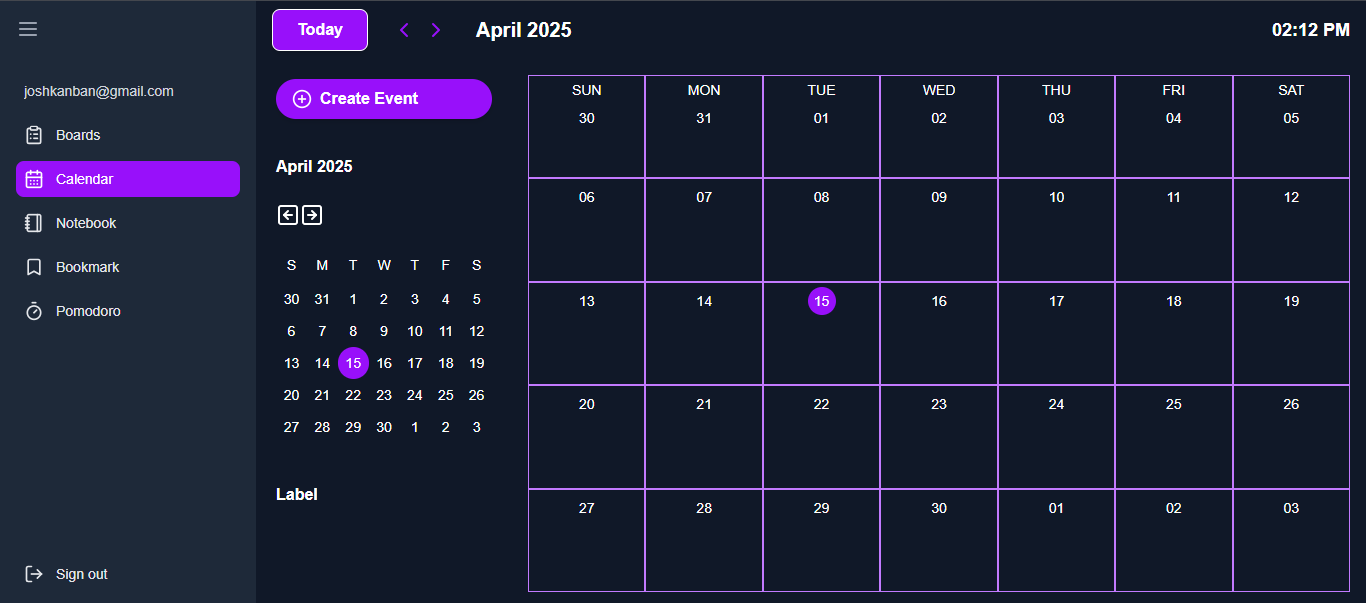 joshkanban@gmail.com
Boards
Calendar
Notebook
Bookmark
Pomodoro
Sign out
Today
April 2025
02:12 PM
Create Event
April 2025
S M T W T F S
30 31 1 2 3 4 5
6 7 8 9 10 11 12
13 14 15 16 17 18 19
20 21 22 23 24 25 26
27 28 29 30 1 2 3
Label
SUN MON TUE WED THU FRI SAT
30 31 01 02 03 04 05
06 07 08 09 10 11 12
13 14 15 16 17 18 19
20 21 22 23 24 25 26
27 28 29 30 01 02 03